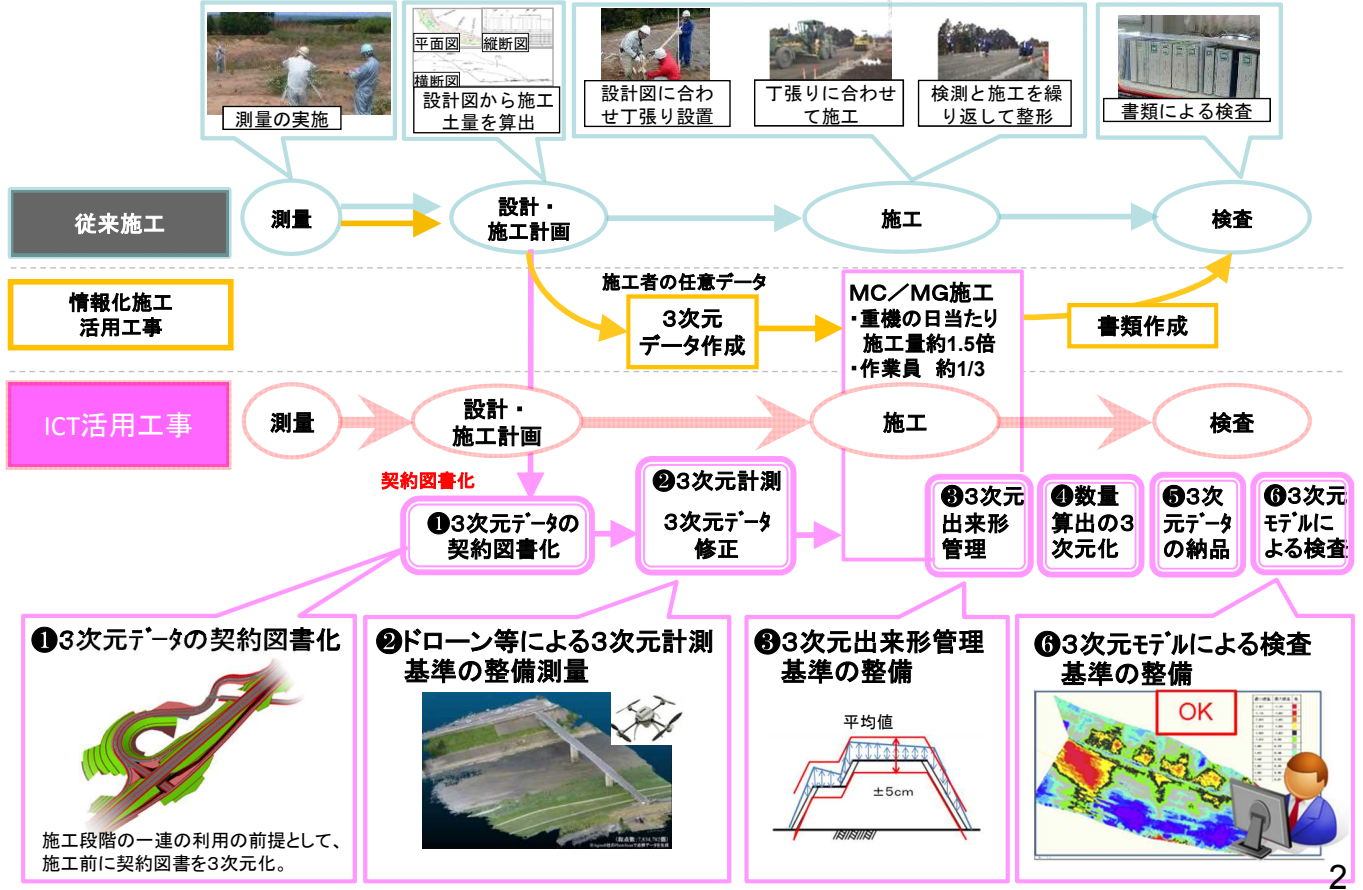 測量の実施
平面図
縦断図
横断図
設計図から施工
土量を算出
設計図に合わ
せ丁張り設置
丁張りに合わせ
て施工
検測と施工を繰
り返して整形
書類による検査
従来施工
測量
設計・
施工計画
施工
検査
情報化施工
活用工事
施工者の任意データ
3次元
データ作成
MC／MG施工
・重機の日当たり
施工量約1.5倍
・作業員 約1/3
書類作成
ICT活用工事
測量
設計・
施工計画
施工
検査
契約図書化
❶３次元ﾃﾞｰﾀの
契約図書化
❷３次元計測
３次元データ
修正
❸３次元
出来形
管理
❹数量
算出の３
次元化
❺３次
元ﾃﾞｰﾀ
の納品
❻３次元
ﾓﾃﾞﾙに
よる検査
❶３次元ﾃﾞｰﾀの契約図書化
施工段階の一連の利用の前提として、
施工前に契約図書を3次元化。
❷ドローン等による３次元計測
基準の整備測量
❸３次元出来形管理
基準の整備
平均値
±5cm
❻３次元ﾓﾃﾞﾙによる検査
基準の整備
OK
2